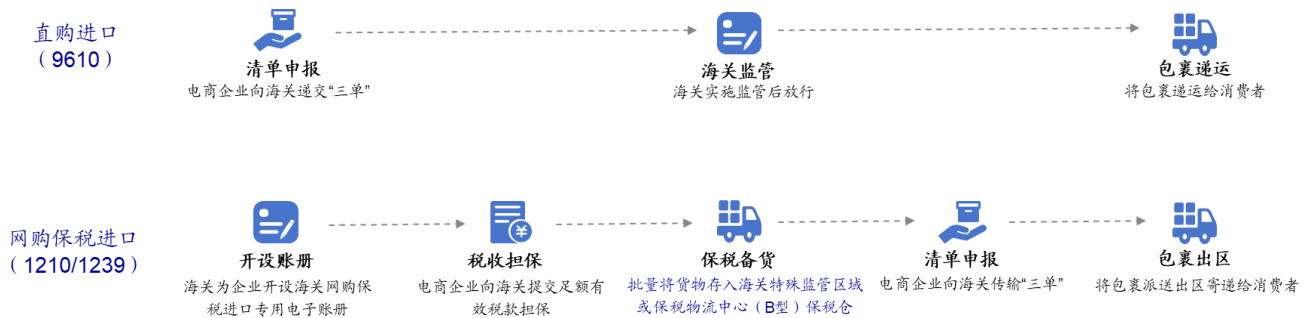 直购进口
（9610）
清单申报
电商企业向海关递交“三单”
海关监管
海关实施监管后放行
包裹递运
将包裹递运给消费者
网购保税进口
（1210/1239）
开设账册
海关为企业开设海关网购保
税进口专用电子账册
税收担保
电商企业向海关提交足额有
效税款担保
保税备货
批量将货物存入海关特殊监管区域
或保税物流中心（B型）保税仓
清单申报
电商企业向海关传输“三单”
包裹出区
将包裹派送出区寄递给消费者